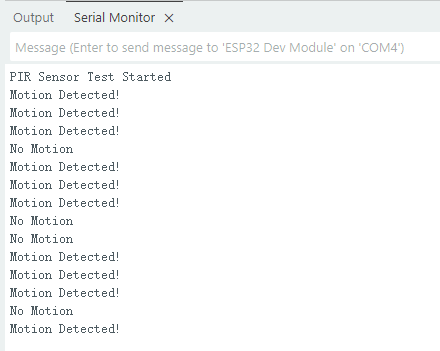 Output
Serial Monitor ×
Message (Enter to send message to 'ESP32 Dev Module' on 'COM4')
PIR Sensor Test Started
Motion Detected!
Motion Detected!
Motion Detected!
No Motion
Motion Detected!
Motion Detected!
Motion Detected!
No Motion
No Motion
Motion Detected!
Motion Detected!
Motion Detected!
No Motion
Motion Detected!